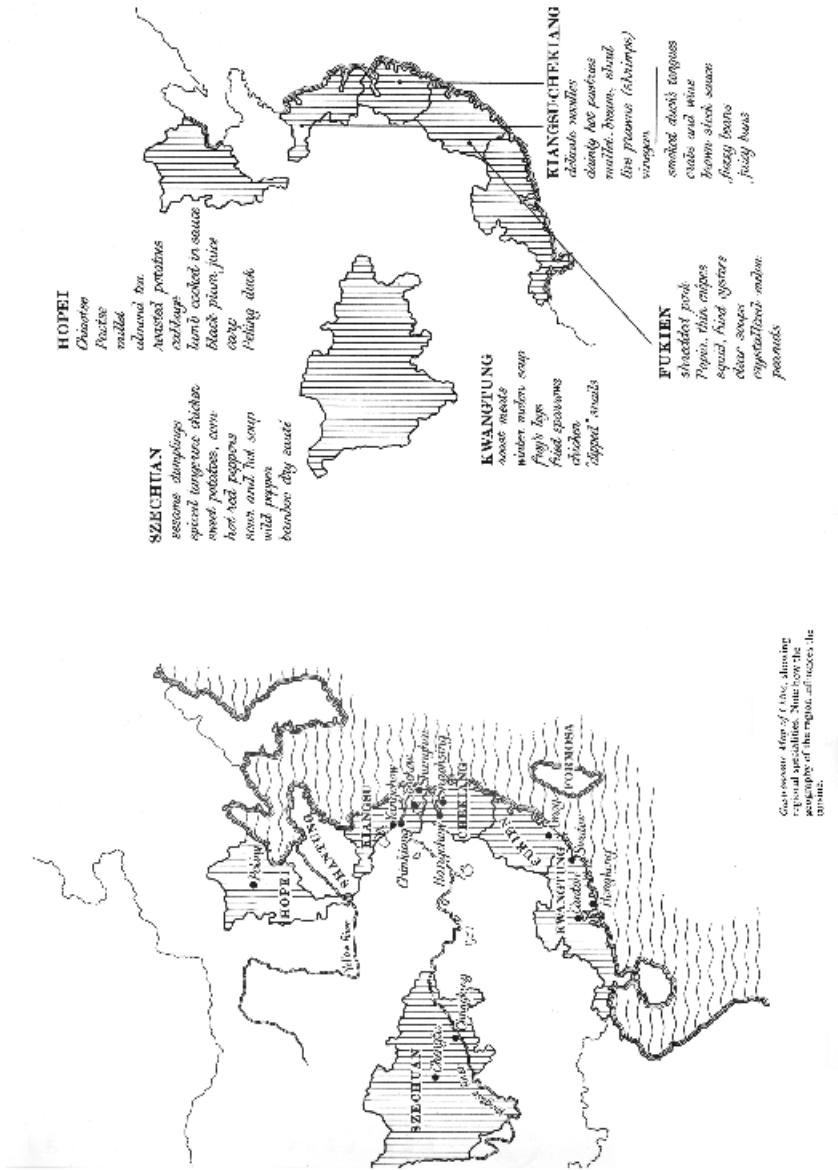 HOPEI
Chiaotse
Paotse
millet
almond tea
roasted potatoes
cabbage
lamb cooked in sauce
black plum juice
carp
Peking duck
SZECHUAN
sesame dumplings
spiced tangerine chicken
sweet potatoes, corn
hot red peppers
sour and hot soup
wild pepper
bamboo dry sauté
KIANGSU-CHEKIANG
delicate noodles
dainty hot pastries
mullet, bream, shad
live prawns (shrimps)
vinegar
smoked duck's tongues
crabs and wine
brown stock sauce
fuzzy beans
juicy buns
KWANGTUNG
roast meats
winter melon soup
frog's legs
fried sparrows
chicken
"dipped" snails
FUKIEN
shredded pork
Popia, thin crêpes
squid, fried oysters
clear soups
crystallized melon
peanuts
Peking
HOPEI
SHANTUNG
Yellow River
KIANGSU
Yangchow
Chinkiang
Soochow
Shanghai
Hangchow
CHEKIANG
FUKIEN
FORMOSA
KWANGTUNG
Canton
Swatow
Hongkong
SZECHUAN
Chengtu
Chungking
Gastronomic Map of China, showing
regional specialities. Note how the
geography of the region influences the
cuisine.